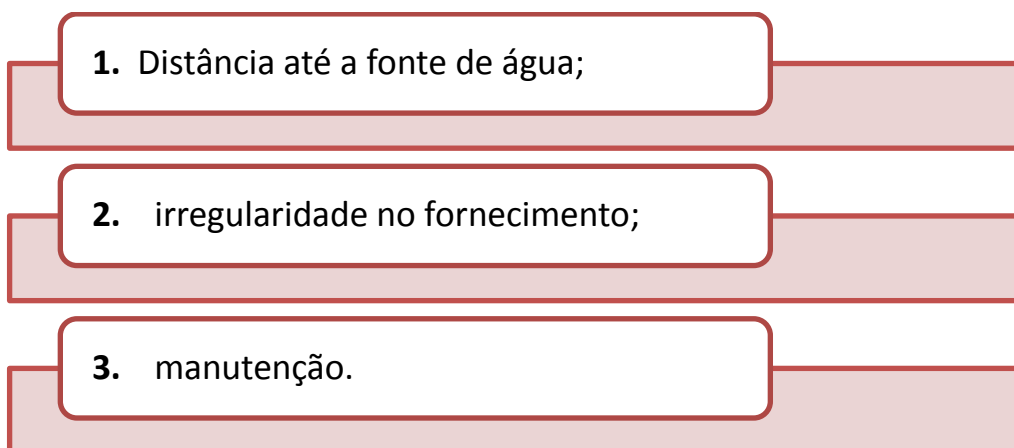 1. Distância até a fonte de água;
2. irregularidade no fornecimento;
3. manutenção.